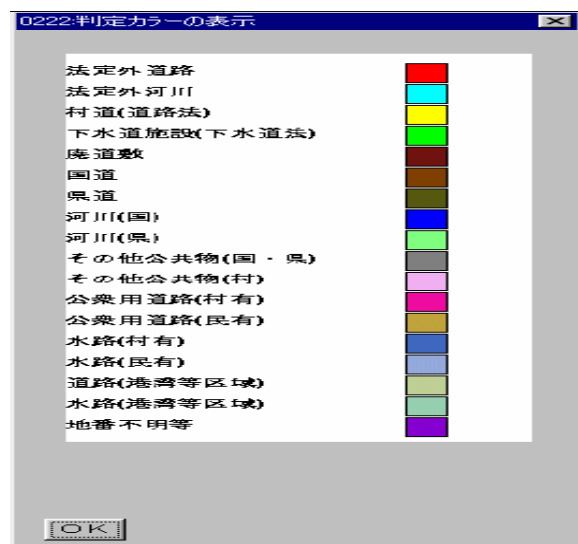 0222:判定カラーの表示
法定外道路
法定外河川
村道(道路法)
下水道施設(下水道法)
廃道敷
国道
県道
河川(国)
河川(県)
その他公共物(国・県)
その他公共物(村)
公衆用道路(村有)
公衆用道路(民有)
水路(村有)
水路(民有)
道路(港湾等区域)
水路(港湾等区域)
地番不明等
OK